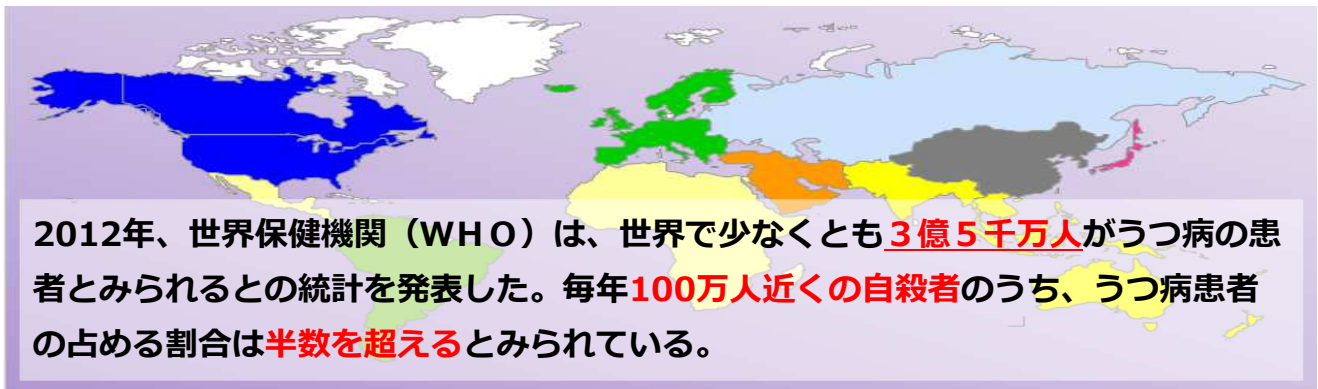 2012年、世界保健機関（ＷＨＯ）は、世界で少なくとも３億５千万人がうつ病の患
者とみられるとの統計を発表した。毎年100万人近くの自殺者のうち、うつ病患者
の占める割合は半数を超えるとみられている。